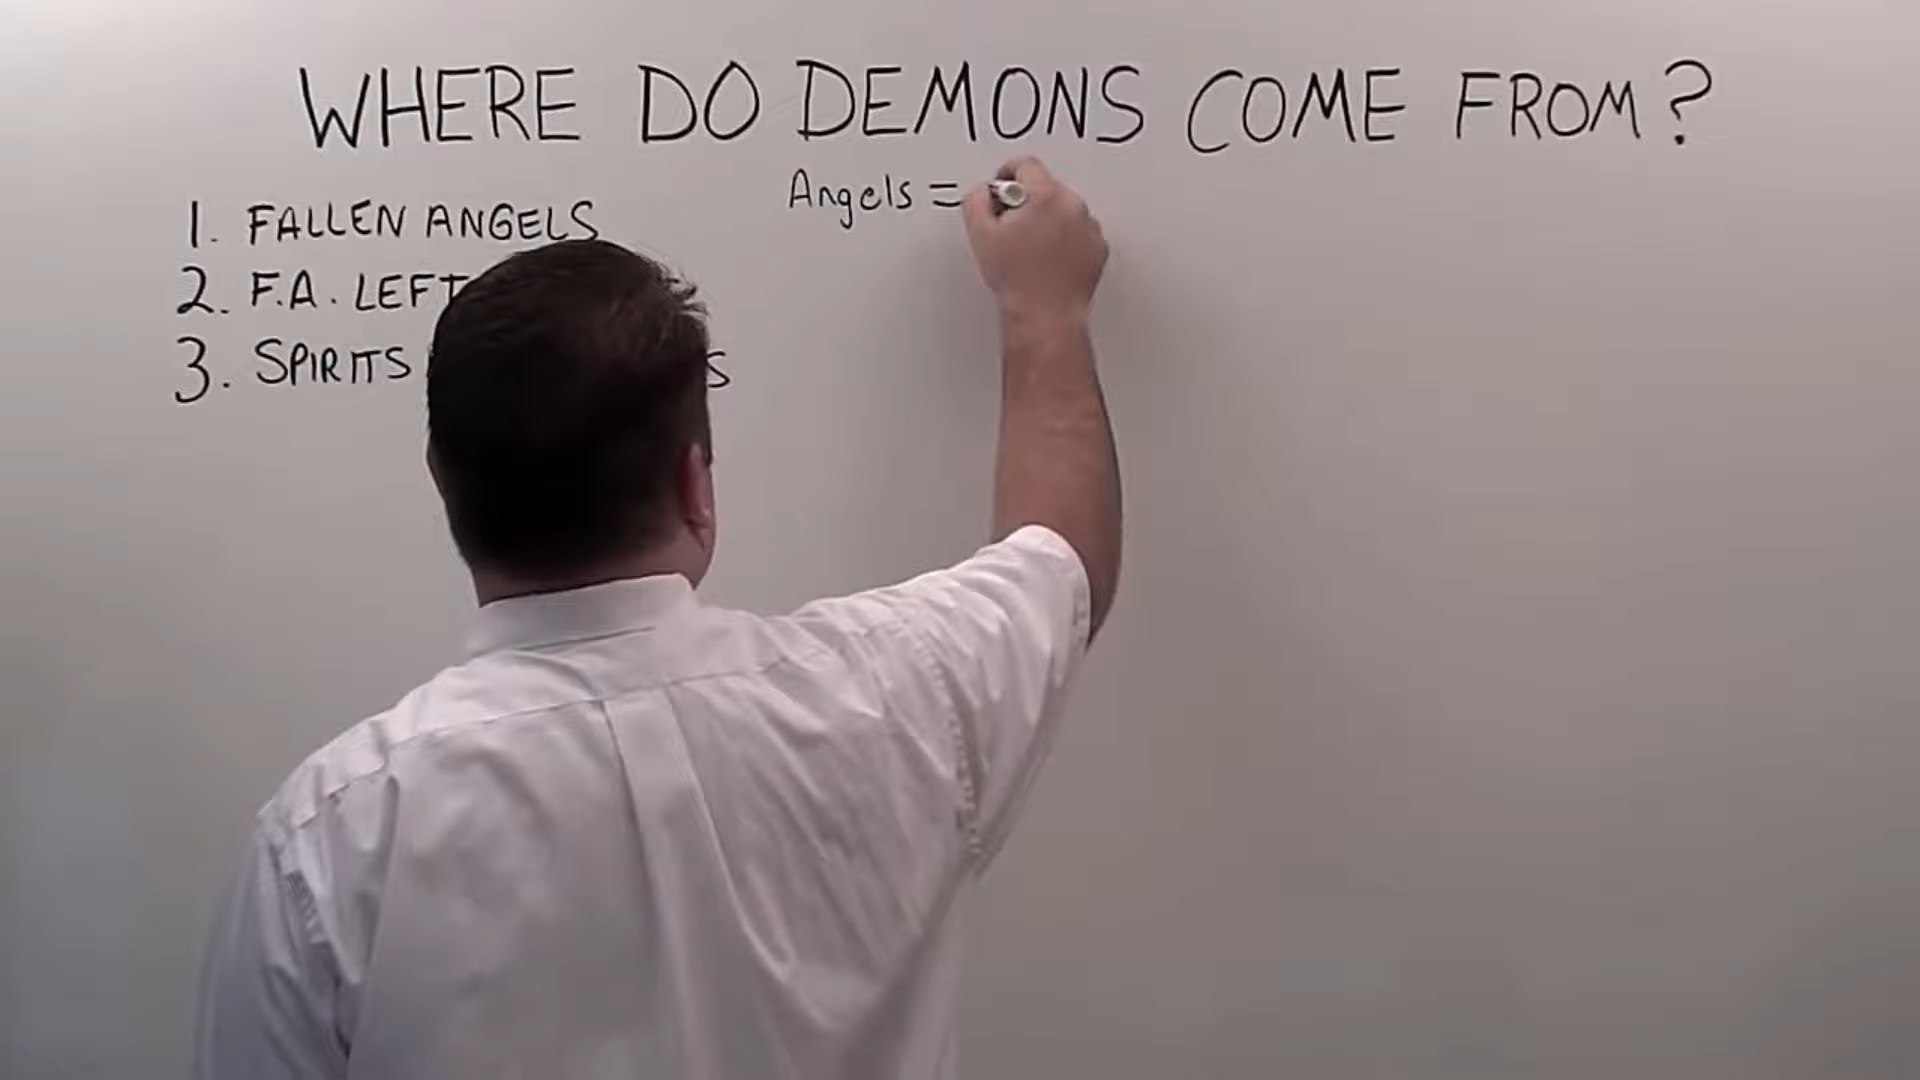 WHERE DO DEMONS COME FROM?
Angels =
1. FALLEN ANGELS
2. F.A. LEFT
3. SPIRITS